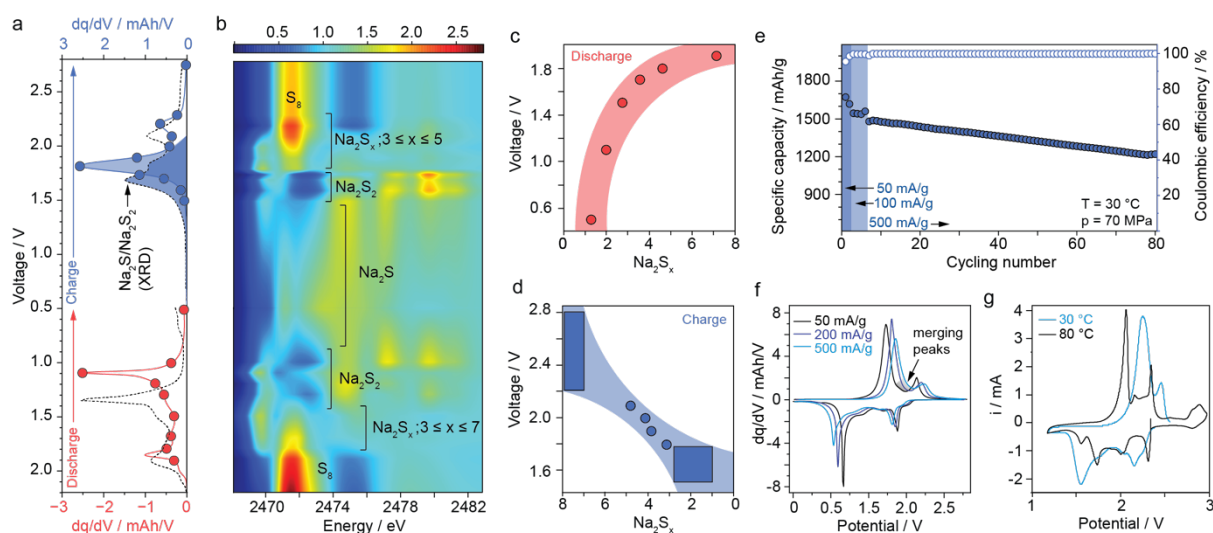 a
dq/dV / mAh/V
3 2 1 0
Voltage / V
2.5
2.0
1.5
0.5
1.0
1.5
2.0
Charge
Na₂S/Na₂S₂
(XRD)
Discharge
−3 −2 −1 0
dq/dV / mAh/V
b
0.5 1.0 1.5 2.0 2.5
S₈
Na₂Sₓ ;3 ≤ x ≤ 5
Na₂S₂
Na₂S
Na₂S₂
Na₂Sₓ ;3 ≤ x ≤ 7
S₈
2470 2474 2478 2482
Energy / eV
c
Discharge
Voltage / V
1.8
1.4
1.0
0.6
0 2 4 6 8
Na₂Sₓ
d
Charge
Voltage / V
2.8
2.4
2.0
1.6
8 6 4 2 0
Na₂Sₓ
e
Specific capacity / mAh/g
1800
1500
1200
900
50 mA/g
100 mA/g
500 mA/g
T = 30 °C
p = 70 MPa
100
80
60
40
20
0
Coulombic efficiency / %
0 20 40 60 80
Cycling number
f
50 mA/g
200 mA/g
500 mA/g
merging
peaks
dq/dV / mAh/V
8
4
0
−4
−8
0.0 0.7 1.5 2.2 3.0
Potential / V
g
30 °C
80 °C
i / mA
4
3
2
1
0
-1
-2
1 2 3
Potential / V